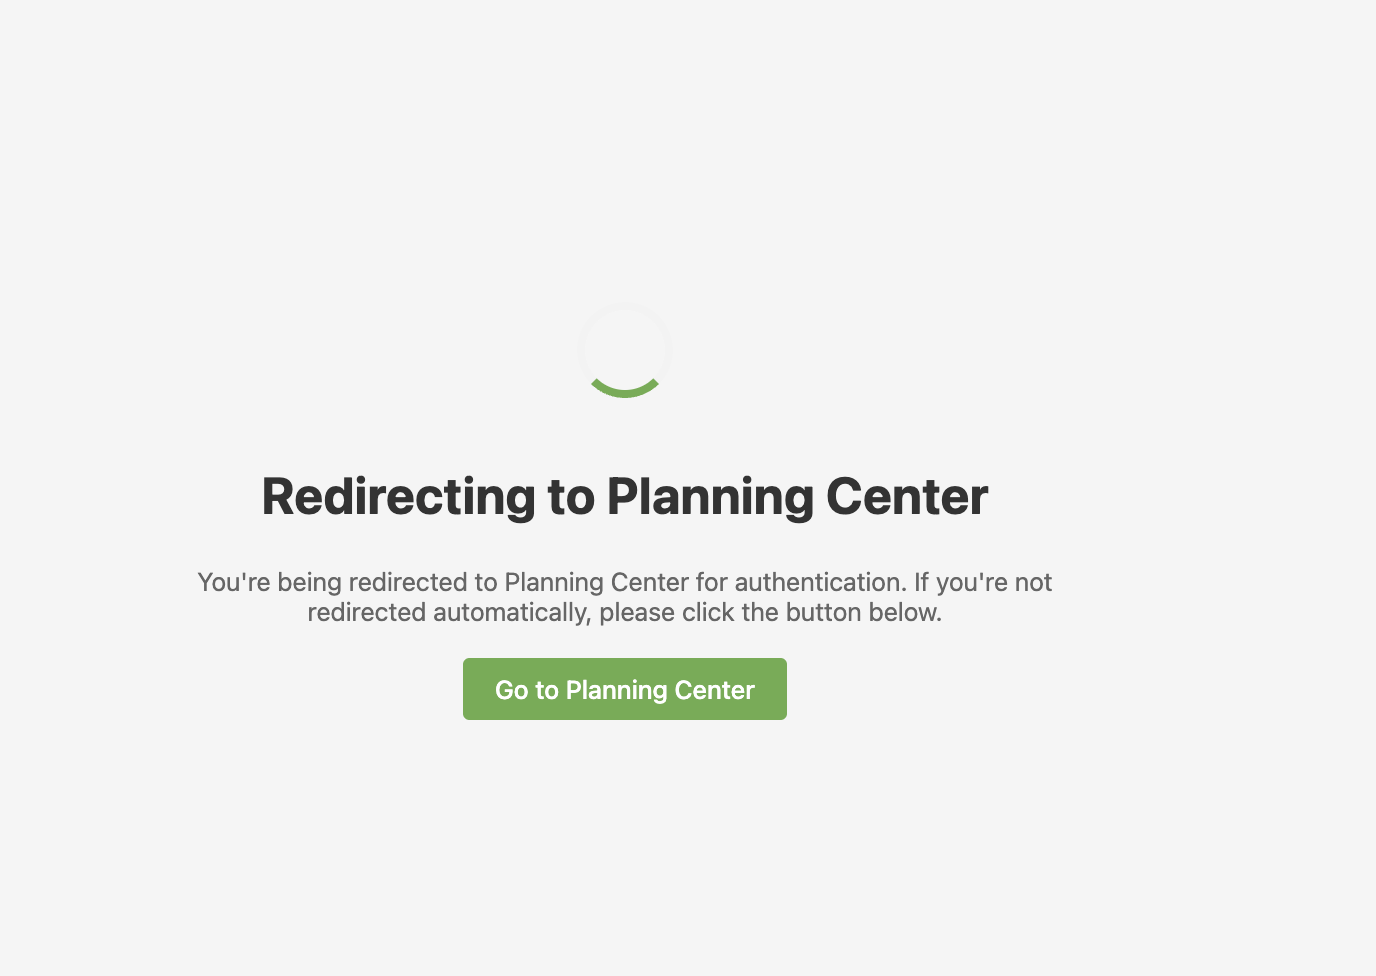 Redirecting to Planning Center
You're being redirected to Planning Center for authentication. If you're not
redirected automatically, please click the button below.
Go to Planning Center